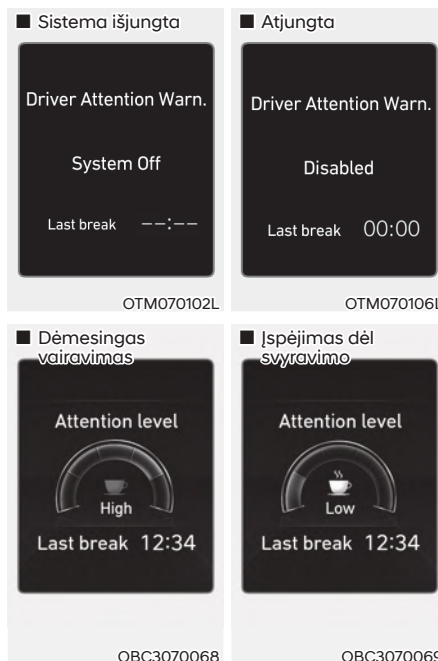 ■ Sistema išjungta
Driver Attention Warn.
System Off
Last break --:--
OTM070102L
■ Atjungta
Driver Attention Warn.
Disabled
Last break 00:00
OTM070106L
■ Dėmesingas
vairavimas
Attention level
High
Last break 12:34
OBC3070068
■ Įspėjimas dėl
svyravimo
Attention level
Low
Last break 12:34
OBC3070069